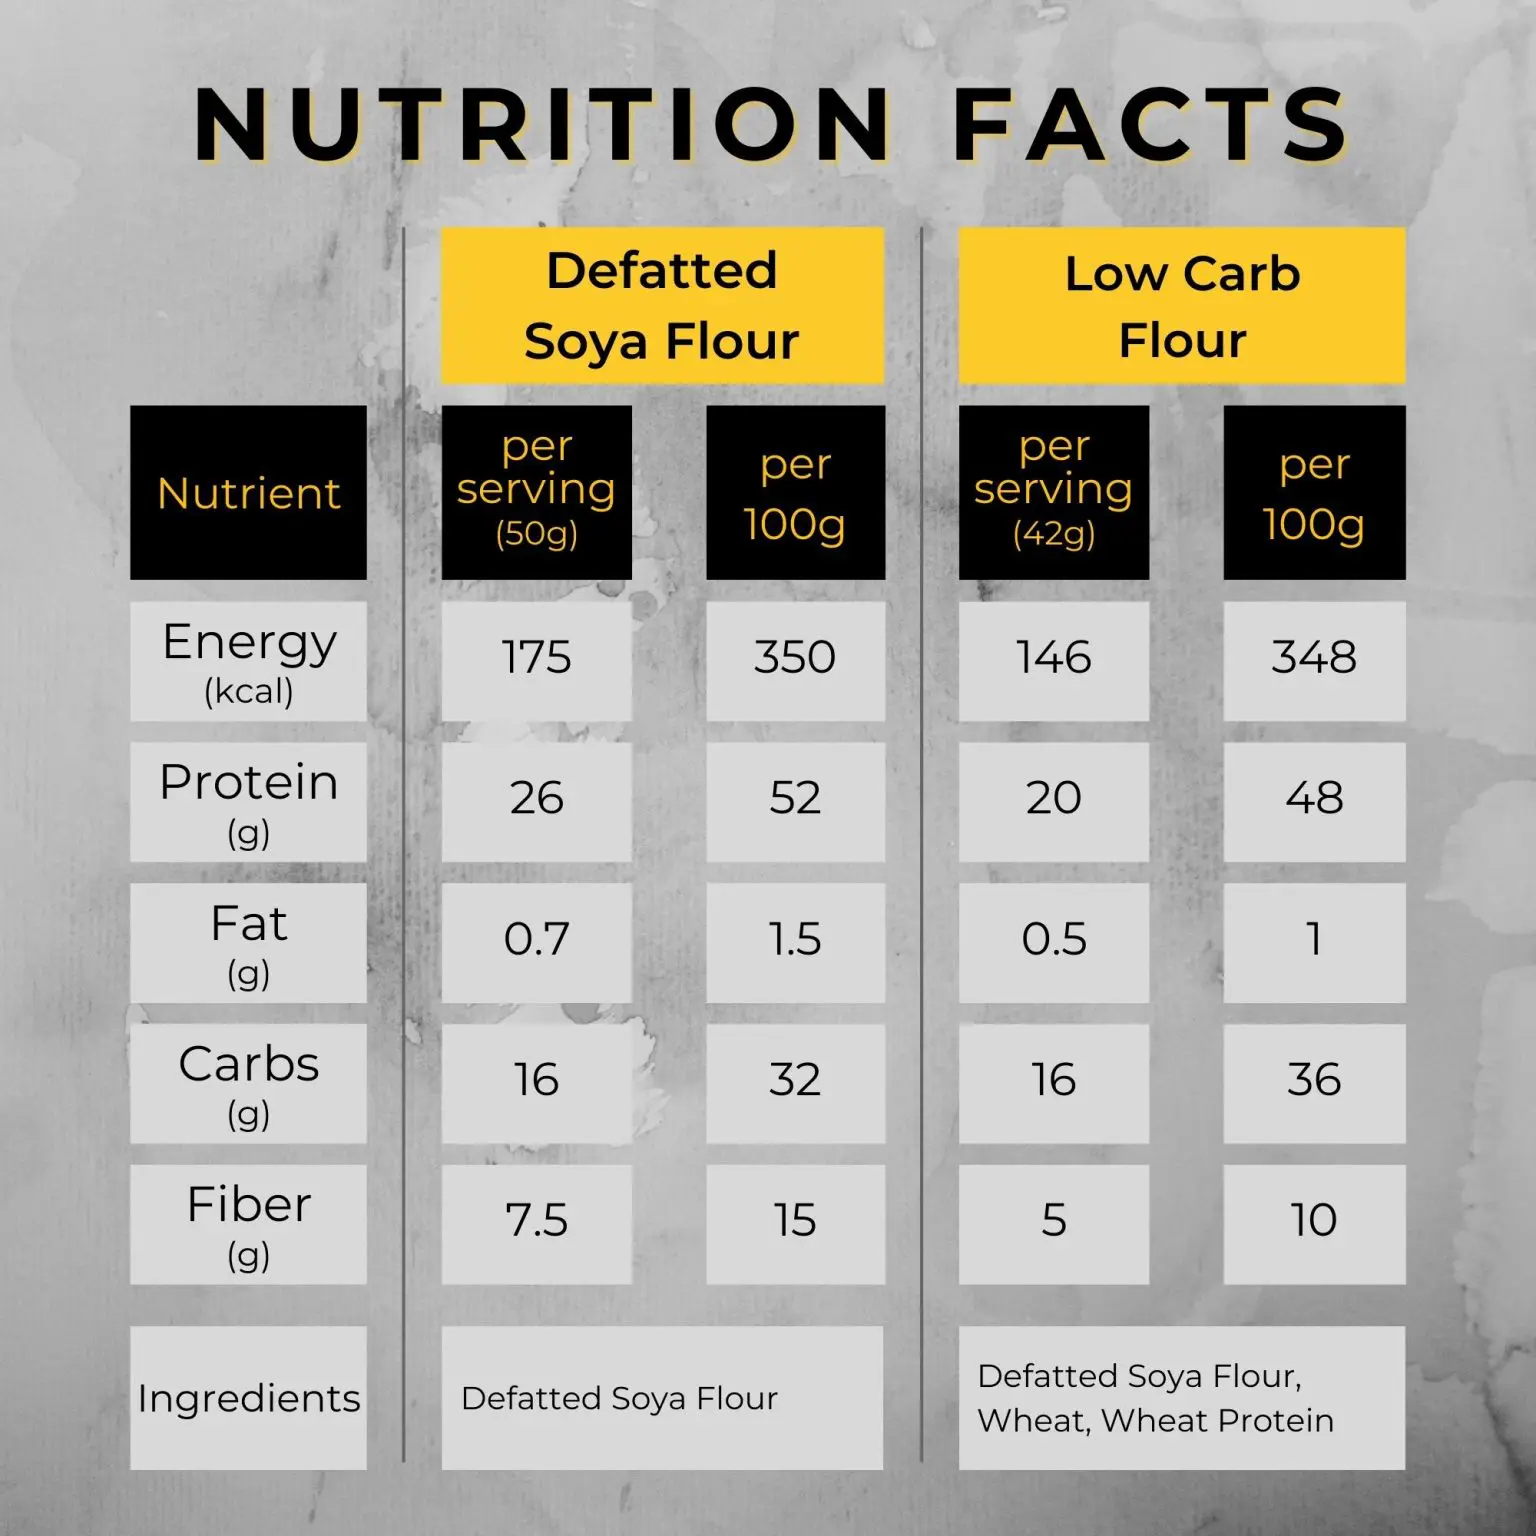 NUTRITION FACTS
Defatted
Soya Flour
Low Carb
Flour
Nutrient
per
serving
(50g)
per
100g
per
serving
(42g)
per
100g
Energy
(kcal)
175
350
146
348
Protein
(g)
26
52
20
48
Fat
(g)
0.7
1.5
0.5
1
Carbs
(g)
16
32
16
36
Fiber
(g)
7.5
15
5
10
Ingredients
Defatted Soya Flour
Defatted Soya Flour,
Wheat, Wheat Protein